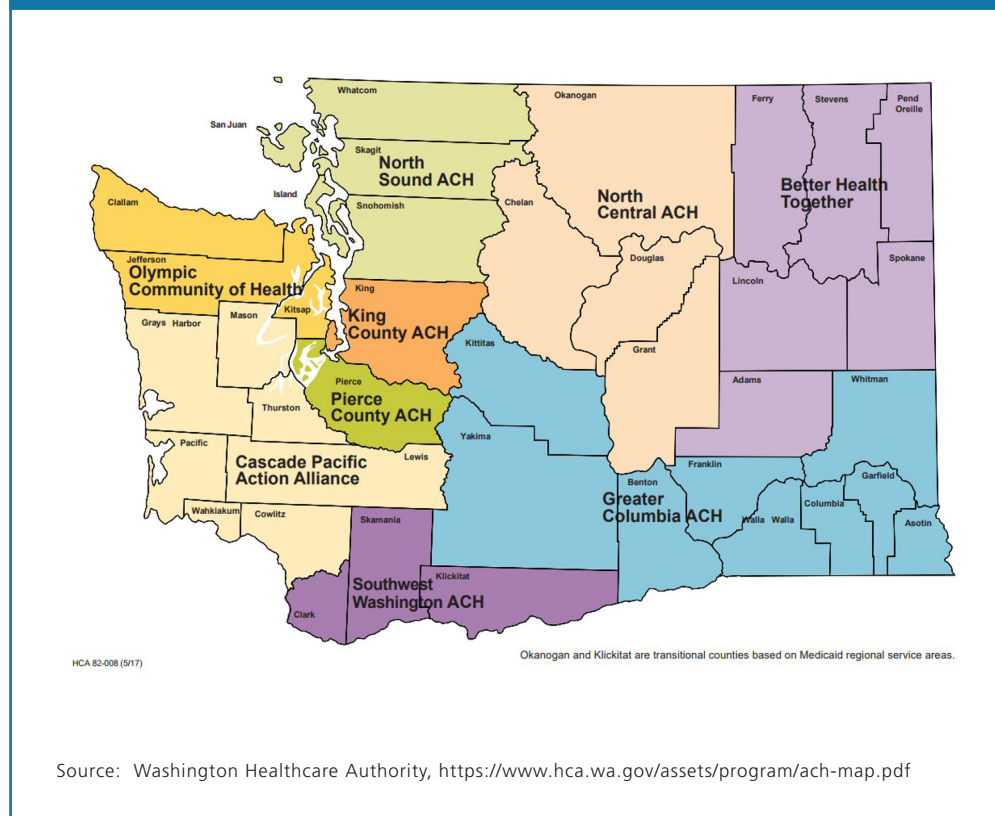 Whatcom
Okanogan
Ferry
Stevens
Pend
Oreille
San Juan
Skagit
North
Sound ACH
Island
Snohomish
Chelan
North
Central ACH
Better Health
Together
Clallam
Jefferson
Olympic
Community of Health
Kitsap
Douglas
Lincoln
Spokane
King
King
County ACH
Grays Harbor
Mason
Kittitas
Grant
Pierce
Pierce
County ACH
Adams
Whitman
Thurston
Yakima
Pacific
Lewis
Cascade Pacific
Action Alliance
Franklin
Benton
Greater
Columbia ACH
Garfield
Columbia
Walla Walla
Asotin
Wahkiakum
Cowlitz
Skamania
Klickitat
Southwest
Washington ACH
Clark
HCA 82-008 (5/17)
Okanogan and Klickitat are transitional counties based on Medicaid regional service areas.
Source: Washington Healthcare Authority, https://www.hca.wa.gov/assets/program/ach-map.pdf